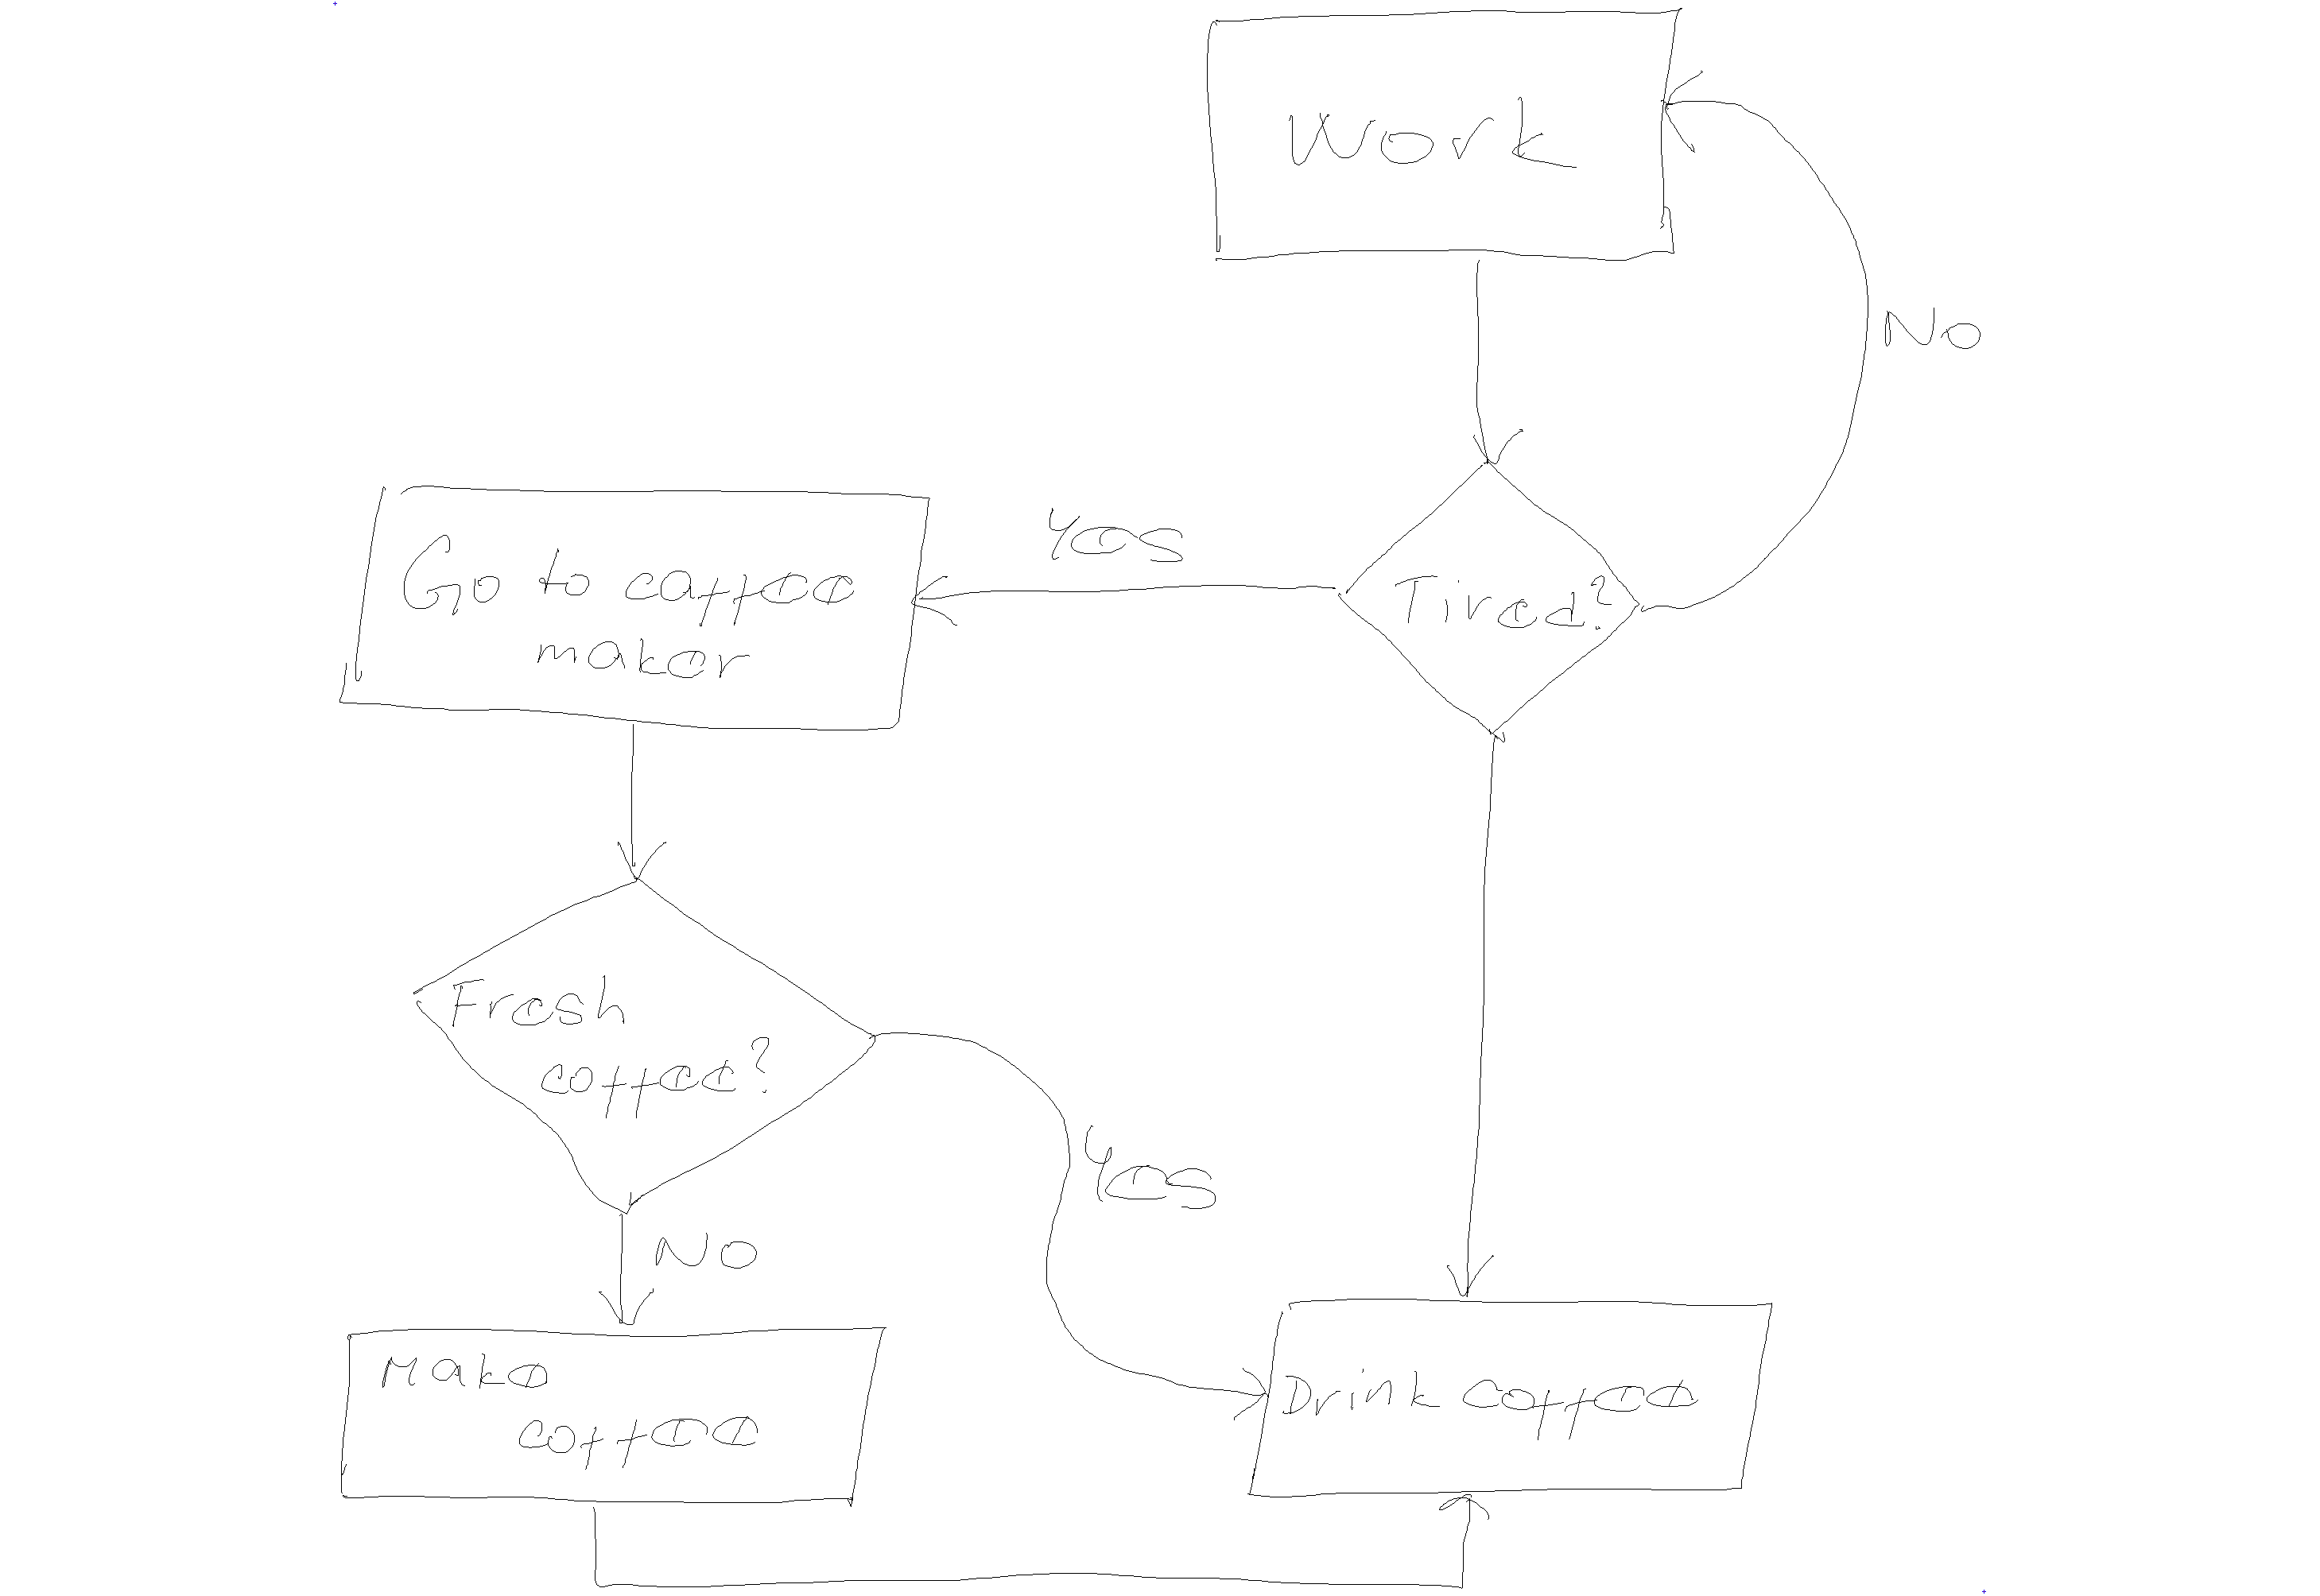 Work
No
Yes
Tired?
Go to coffee
maker
Fresh
coffee?
Yes
No
Make
coffee
Drink coffee